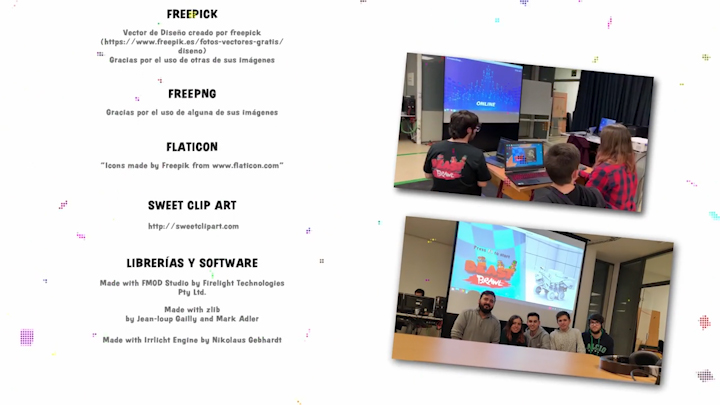 FREEPICK
Vector de Diseño creado por freepick
(https://www.freepik.es/fotos-vectores-gratis/
diseno)
Gracias por el uso de otras de sus imágenes
FREEPNG
Gracias por el uso de alguna de sus imágenes
FLATICON
"Icons made by Freepik from www.flaticon.com"
SWEET CLIP ART
http://sweetclipart.com
LIBRERÍAS Y SOFTWARE
Made with FMOD Studio by Firelight Technologies
Pty Ltd.
Made with zlib
by Jean-loup Gailly and Mark Adler
Made with Irrlicht Engine by Nikolaus Gebhardt
ONLINE
BRAWL